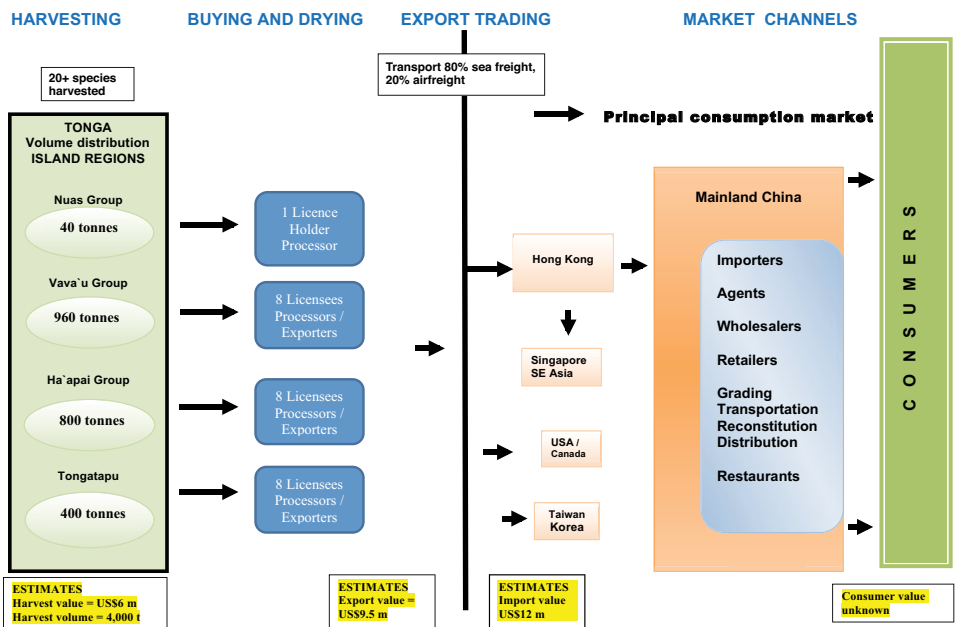 HARVESTING
BUYING AND DRYING
EXPORT TRADING
MARKET CHANNELS
20+ species
harvested
Transport 80% sea freight,
20% airfreight
Principal consumption market
TONGA
Volume distribution
ISLAND REGIONS
Nuas Group
40 tonnes
Vava`u Group
960 tonnes
Ha`apai Group
800 tonnes
Tongatapu
400 tonnes
1 Licence
Holder
Processor
8 Licensees
Processors /
Exporters
8 Licensees
Processors /
Exporters
8 Licensees
Processors /
Exporters
Hong Kong
Singapore
SE Asia
USA /
Canada
Taiwan
Korea
Mainland China
Importers
Agents
Wholesalers
Retailers
Grading
Transportation
Reconstitution
Distribution
Restaurants
CONSUMERS
ESTIMATES
Harvest value = US$6 m
Harvest volume = 4,000 t
ESTIMATES
Export value =
US$9.5 m
ESTIMATES
Import value
US$12 m
Consumer value
unknown